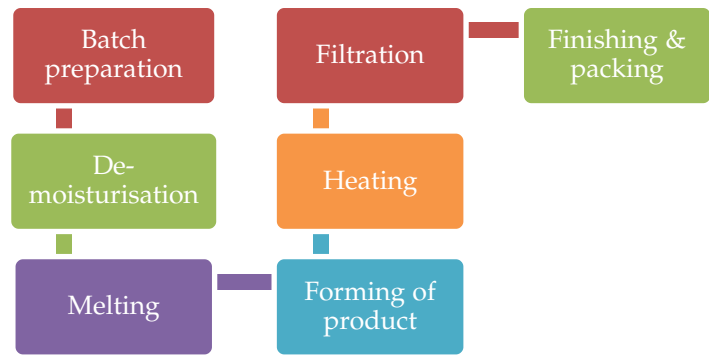 Batch
preparation
De-
moisturisation
Melting
Forming of
product
Heating
Filtration
Finishing &
packing